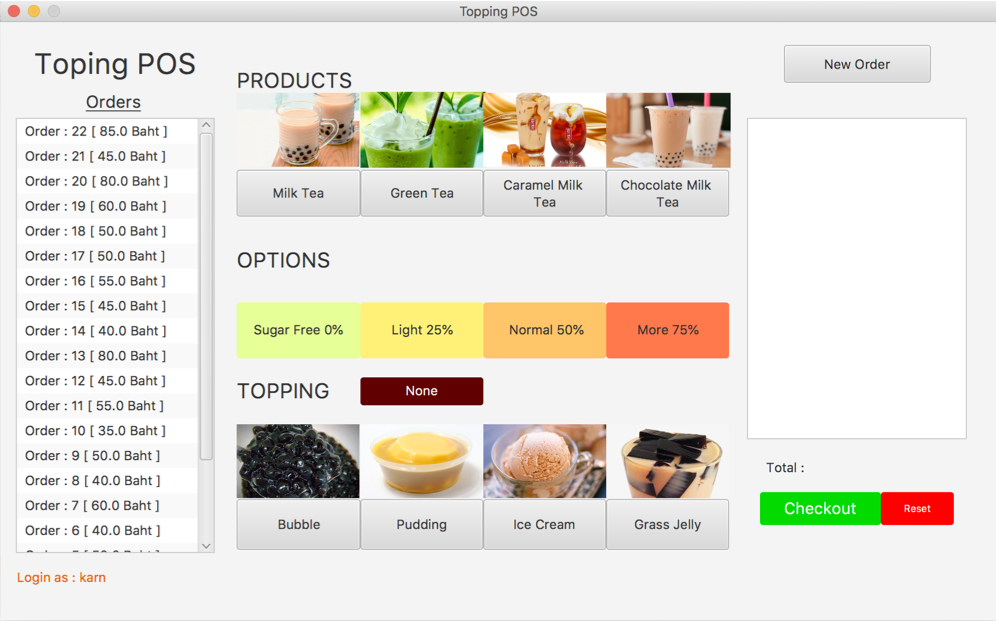 Topping POS
Toping POS
Orders
Order : 22 [ 85.0 Baht ]
Order : 21 [ 45.0 Baht ]
Order : 20 [ 80.0 Baht ]
Order : 19 [ 60.0 Baht ]
Order : 18 [ 50.0 Baht ]
Order : 17 [ 50.0 Baht ]
Order : 16 [ 55.0 Baht ]
Order : 15 [ 45.0 Baht ]
Order : 14 [ 40.0 Baht ]
Order : 13 [ 80.0 Baht ]
Order : 12 [ 45.0 Baht ]
Order : 11 [ 55.0 Baht ]
Order : 10 [ 35.0 Baht ]
Order : 9 [ 50.0 Baht ]
Order : 8 [ 40.0 Baht ]
Order : 7 [ 60.0 Baht ]
Order : 6 [ 40.0 Baht ]
Login as : karn
PRODUCTS
Milk Tea
Green Tea
Caramel Milk
Tea
Chocolate Milk
Tea
OPTIONS
Sugar Free 0%
Light 25%
Normal 50%
More 75%
TOPPING
None
Bubble
Pudding
Ice Cream
Grass Jelly
New Order
Total :
Checkout
Reset